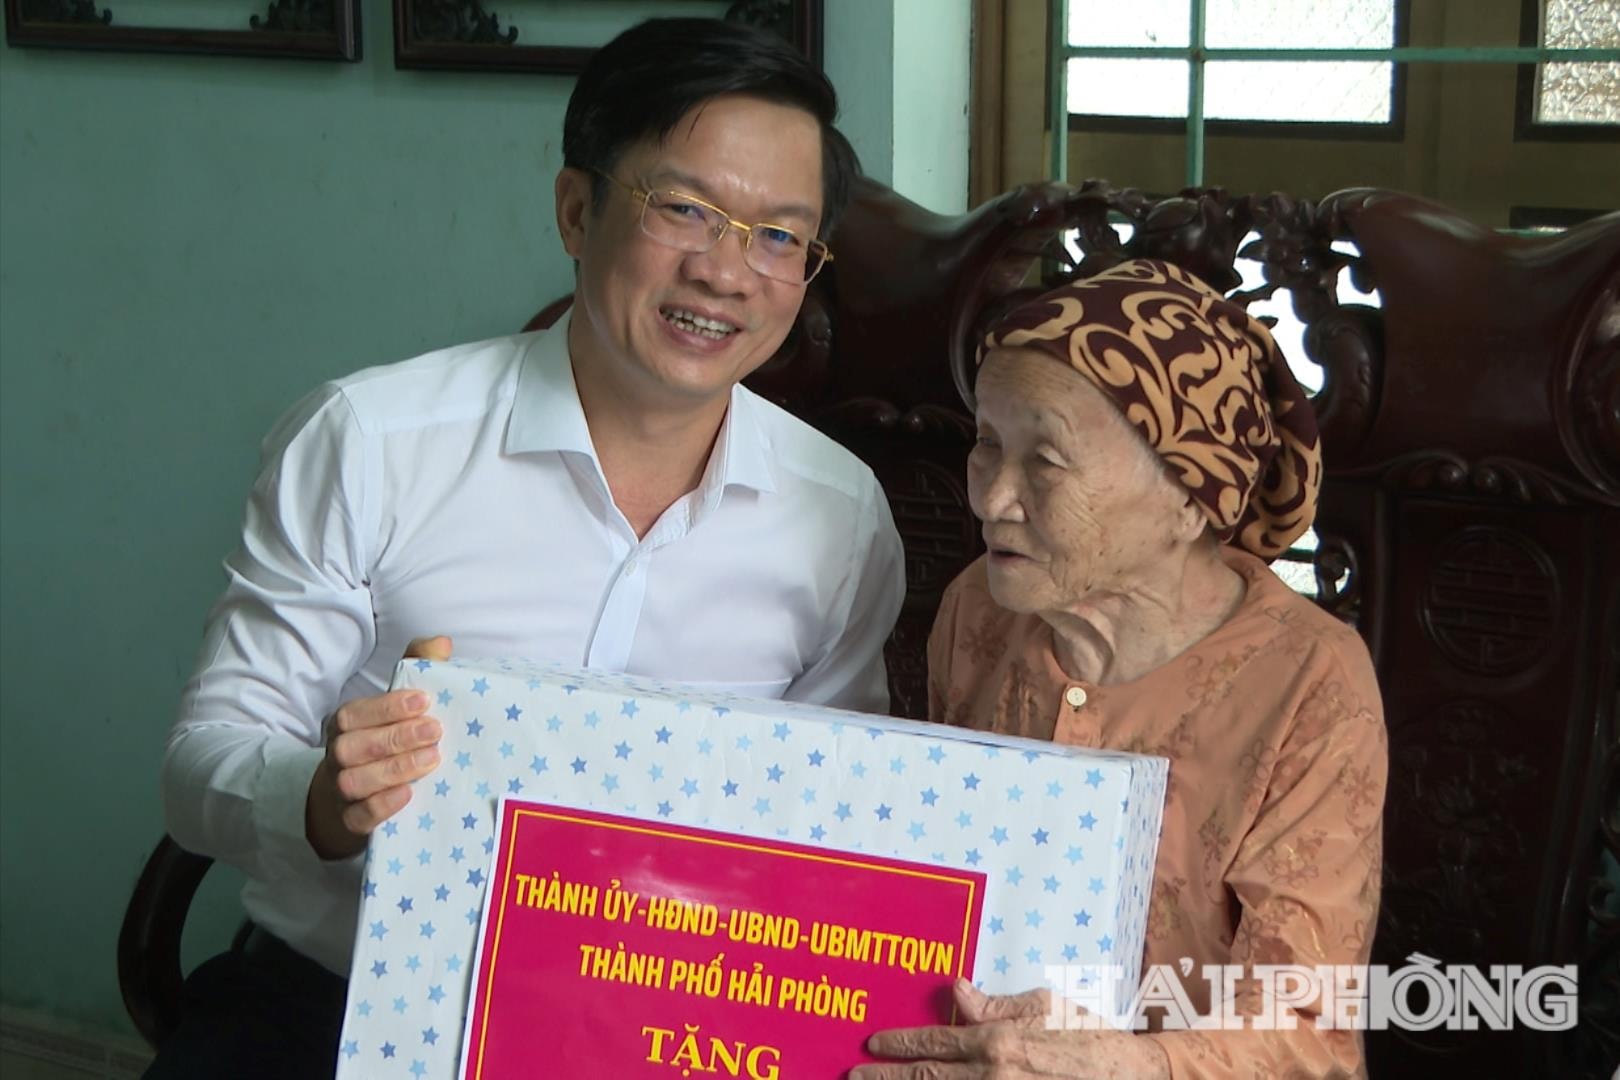 THÀNH ỦY-HĐND-UBND-UBMTTQVN
THÀNH PHỐ HẢI PHÒNG
TẶNG
HẢI PHÒNG